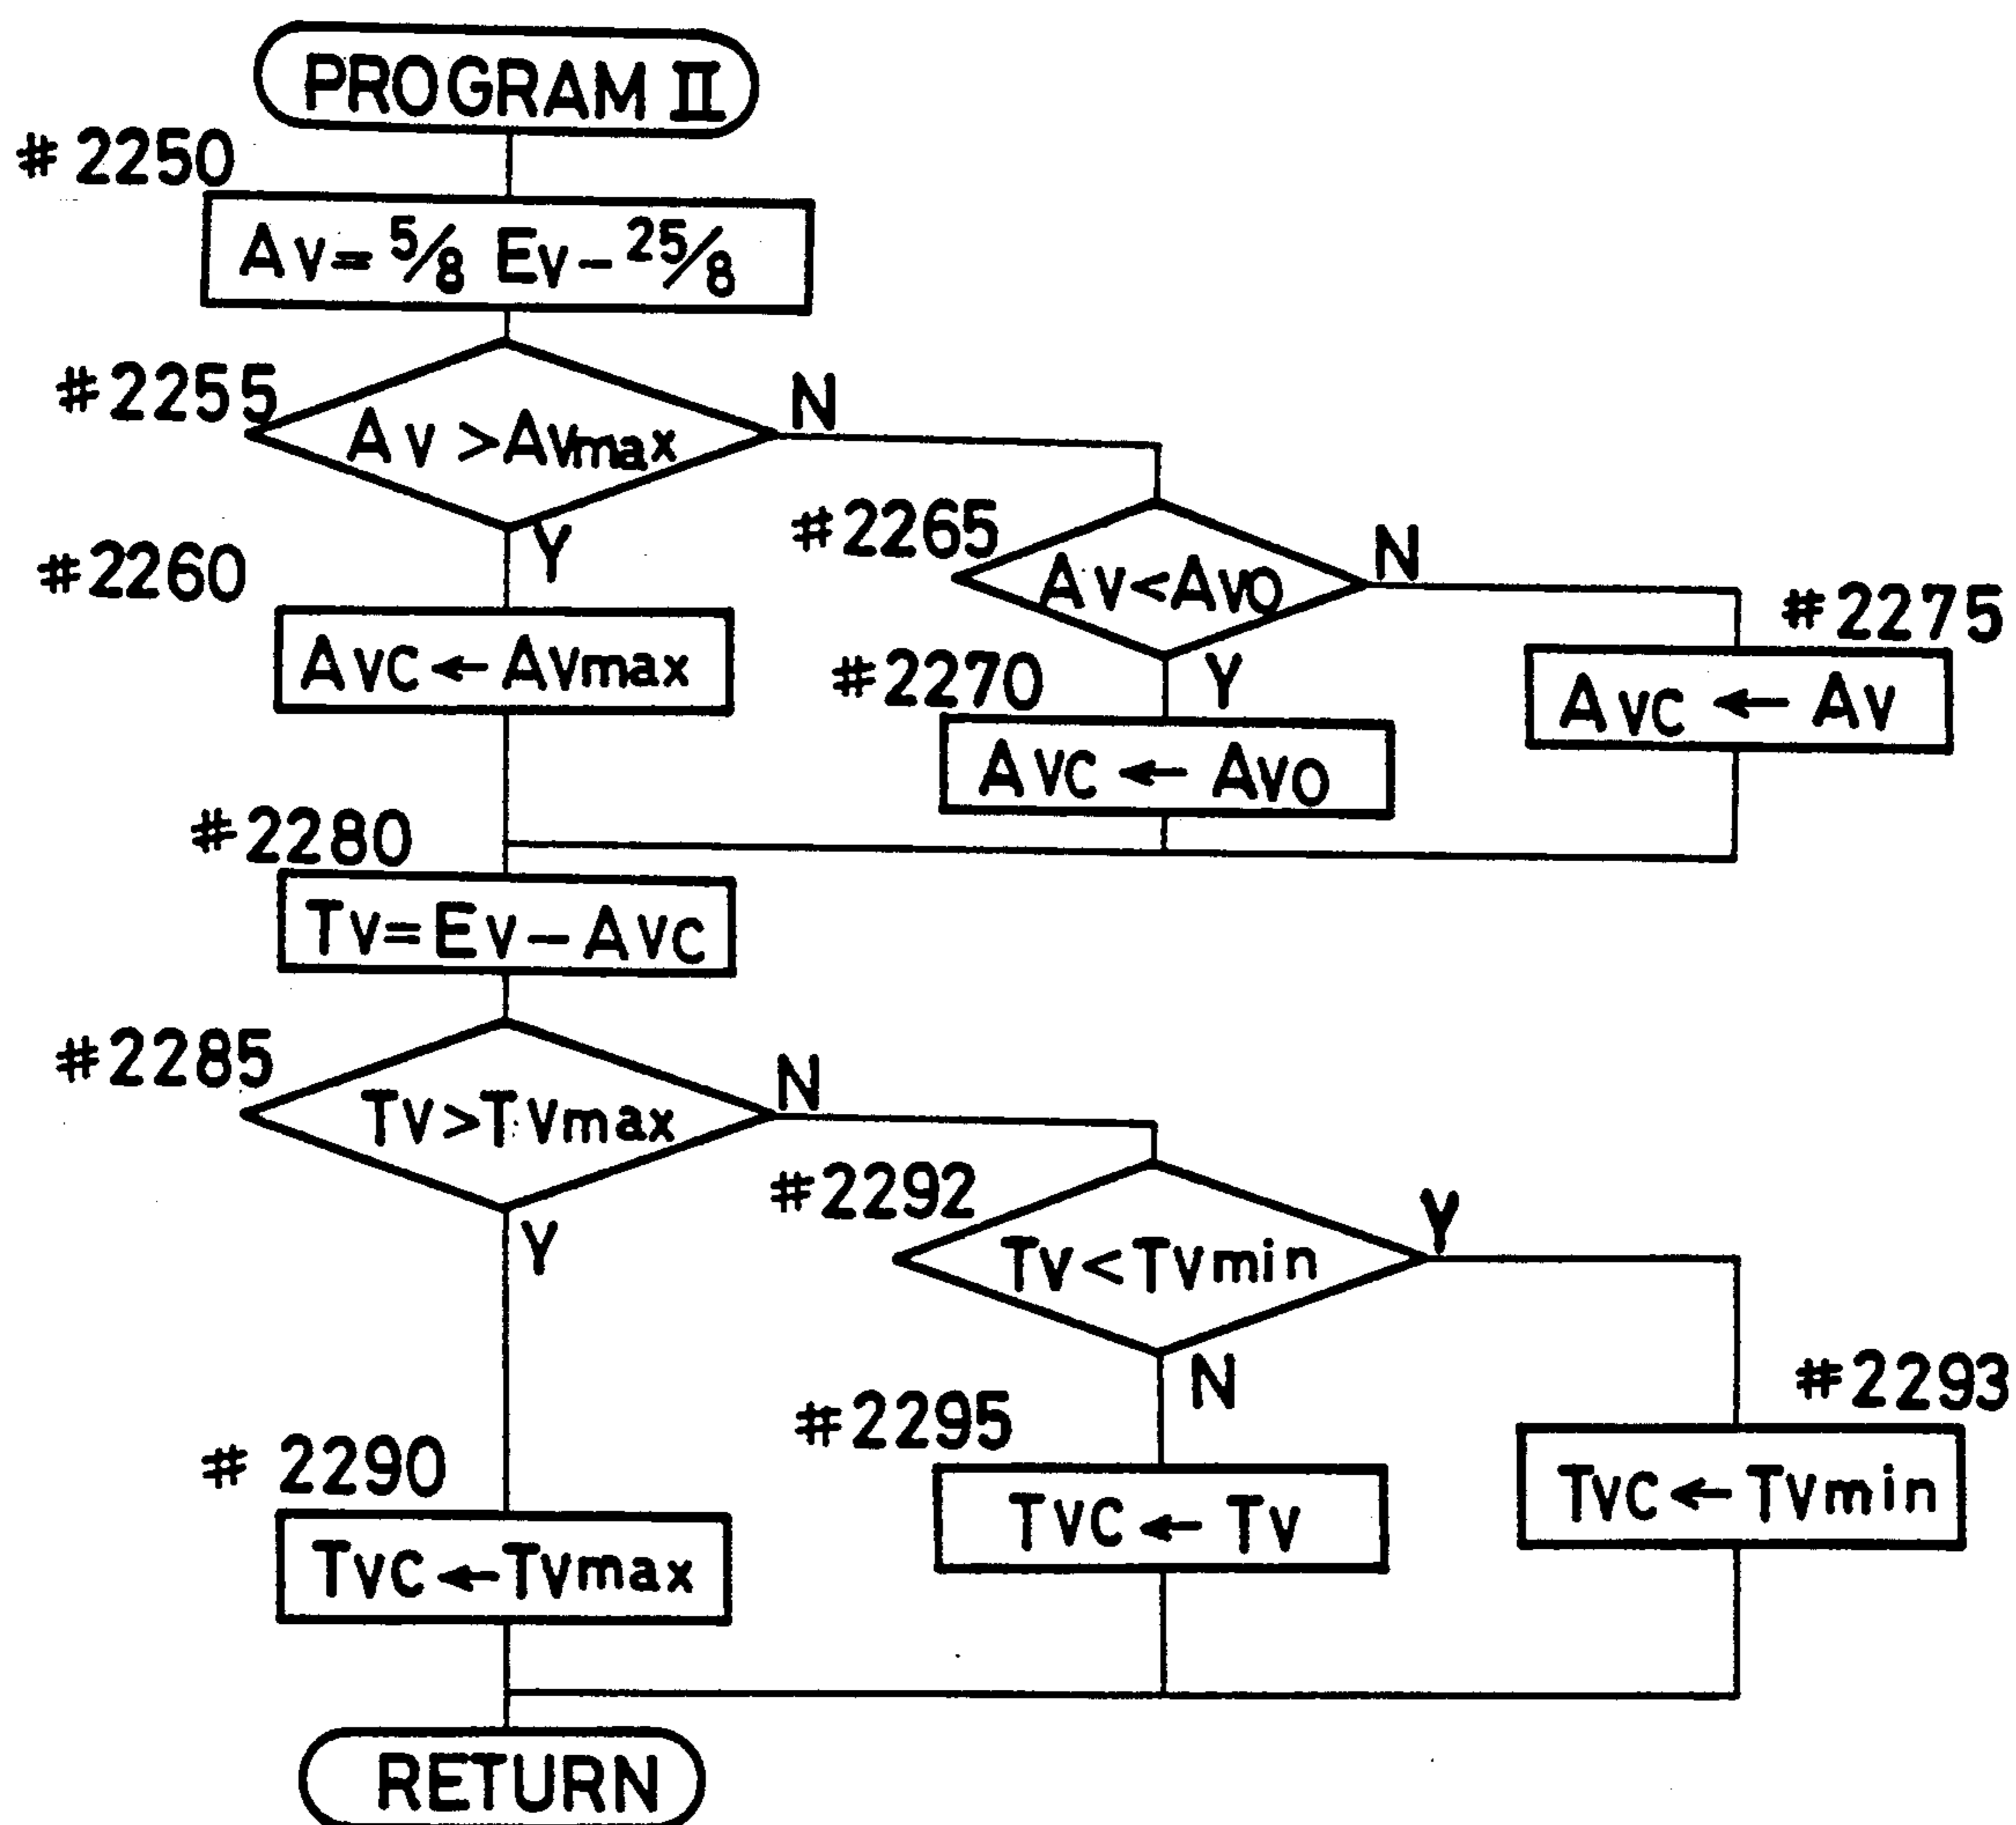 PROGRAM II
#2250
Av=5/8 Ev-25/8
#2255
Av>Avmax
N
Y
#2260
Avc←Avmax
#2265
Av<Avo
N
Y
#2270
Avc←Avo
#2275
Avc←Av
#2280
Tv=Ev-Avc
#2285
Tv>Tvmax
N
Y
#2292
Tv<Tvmin
Y
N
#2293
Tvc←Tvmin
#2295
Tvc←Tv
#2290
Tvc←Tvmax
RETURN